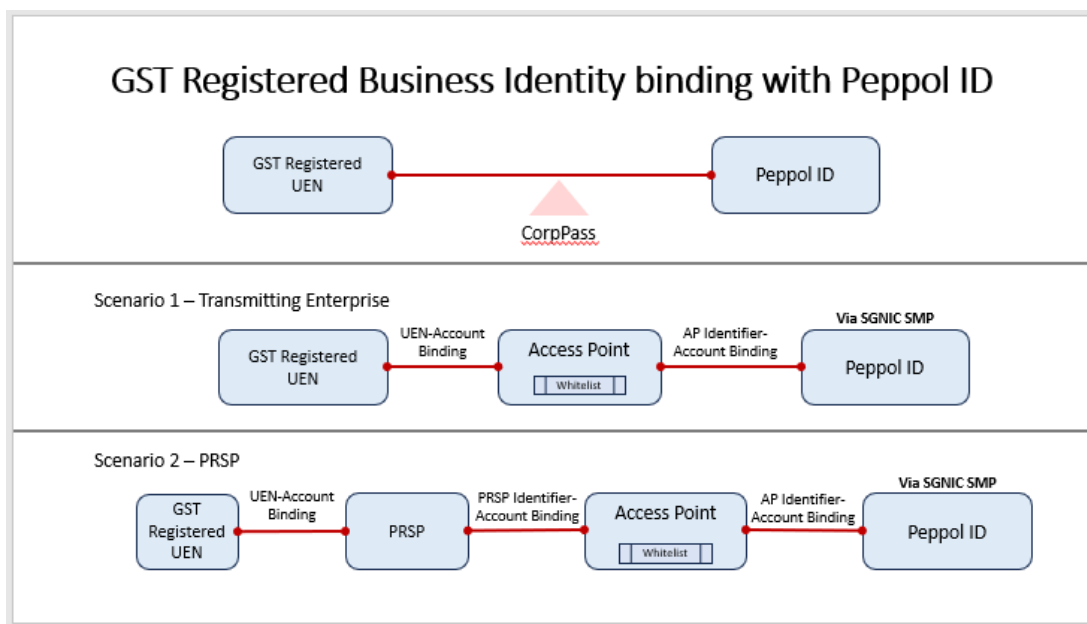 GST Registered Business Identity binding with Peppol ID
GST Registered
UEN
Peppol ID
CorpPass
Scenario 1 – Transmitting Enterprise
Via SGNIC SMP
UEN-Account
Binding
AP Identifier-
Account Binding
GST Registered
UEN
Access Point
Whitelist
Peppol ID
Scenario 2 – PRSP
Via SGNIC SMP
UEN-Account
Binding
PRSP Identifier-
Account Binding
AP Identifier-
Account Binding
GST
Registered
UEN
PRSP
Access Point
Whitelist
Peppol ID